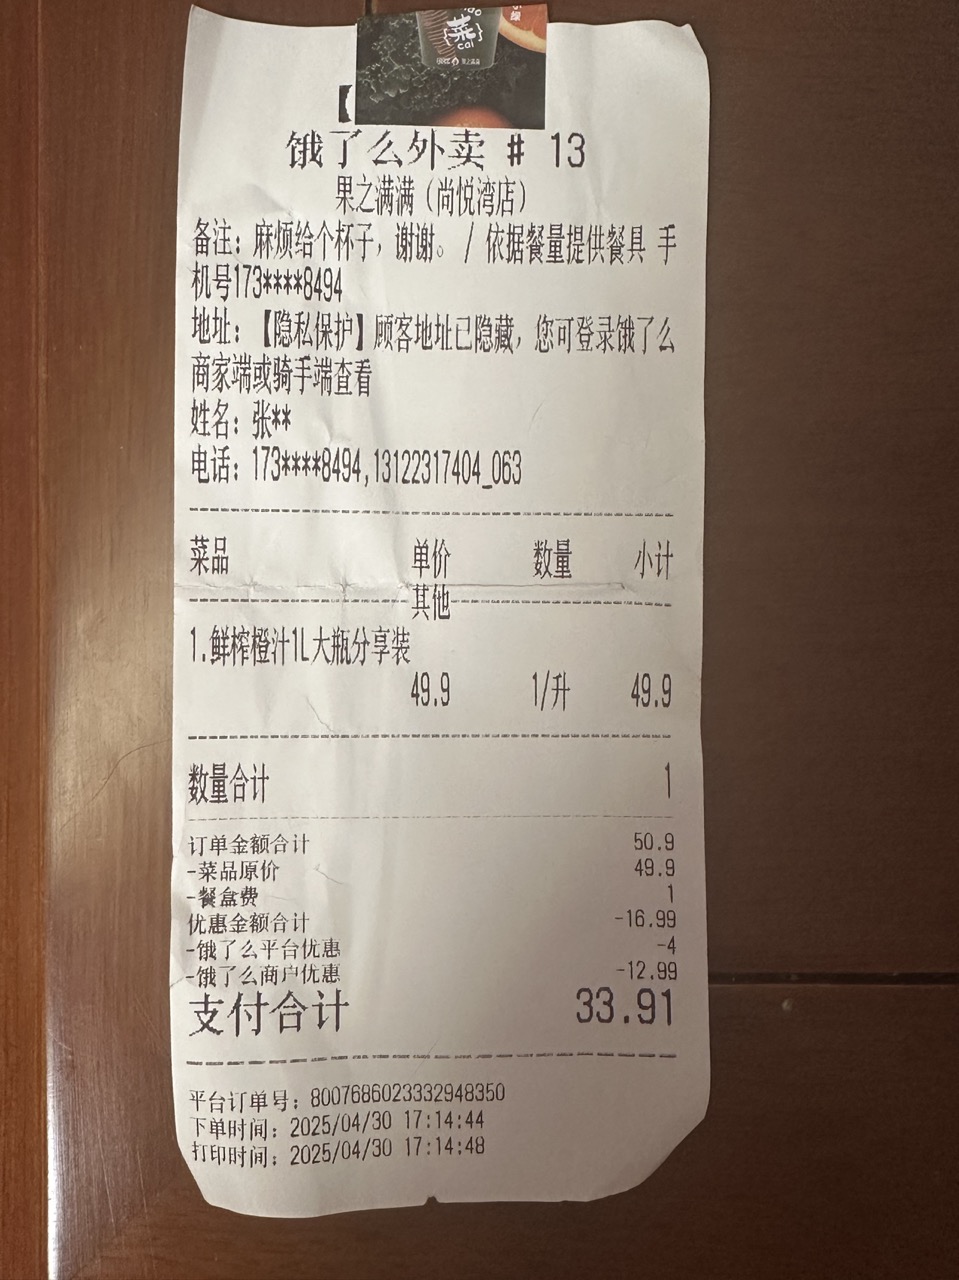 菜
cai
【
饿了么外卖 # 13
果之满满（尚悦湾店）
备注：麻烦给个杯子，谢谢。 / 依据餐量提供餐具 手
机号173****8494
地址：【隐私保护】顾客地址已隐藏，您可登录饿了么
商家端或骑手端查看
姓名：张**
电话：173****8494,13122317404_063
菜品 单价 数量 小计
其他
1.鲜榨橙汁1L大瓶分享装
49.9 1/升 49.9
数量合计 1
订单金额合计 50.9
-菜品原价 49.9
-餐盒费 1
优惠金额合计 -16.99
-饿了么平台优惠 -4
-饿了么商户优惠 -12.99
支付合计 33.91
平台订单号：8007686023332948350
下单时间：2025/04/30 17:14:44
打印时间：2025/04/30 17:14:48